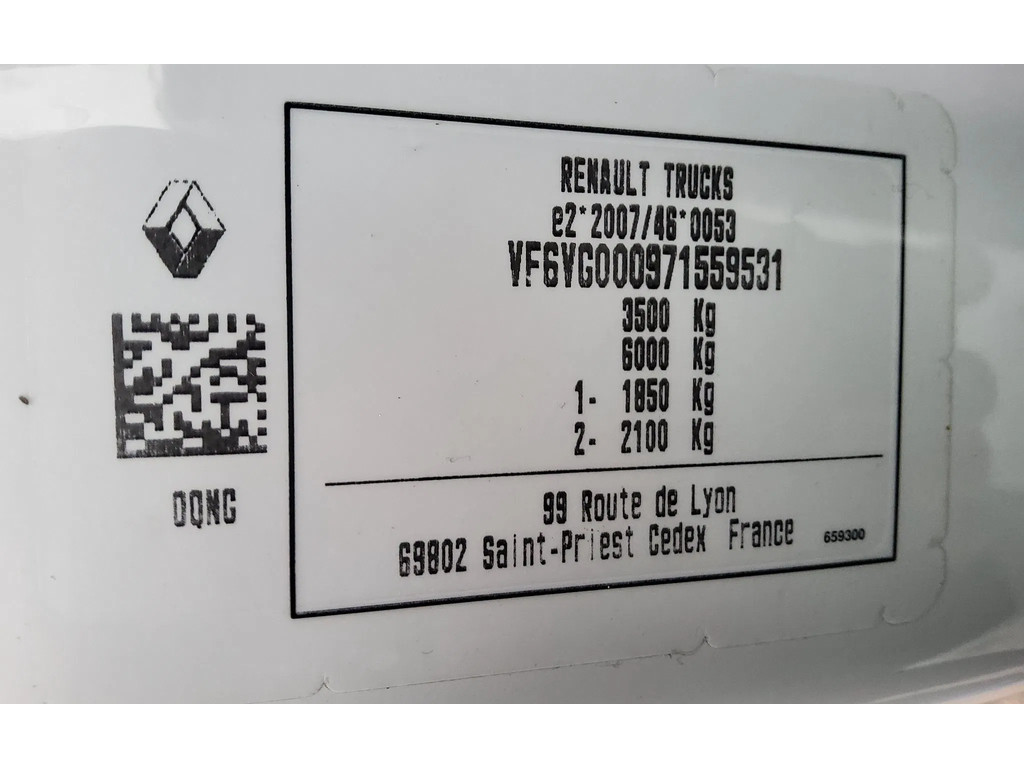 RENAULT TRUCKS
e2*2007/46*0053
VF6VG000971559531
3500 Kg
6000 Kg
1- 1850 Kg
2- 2100 Kg
99 Route de Lyon
69802 Saint-Priest Cedex France
659300
OQNG